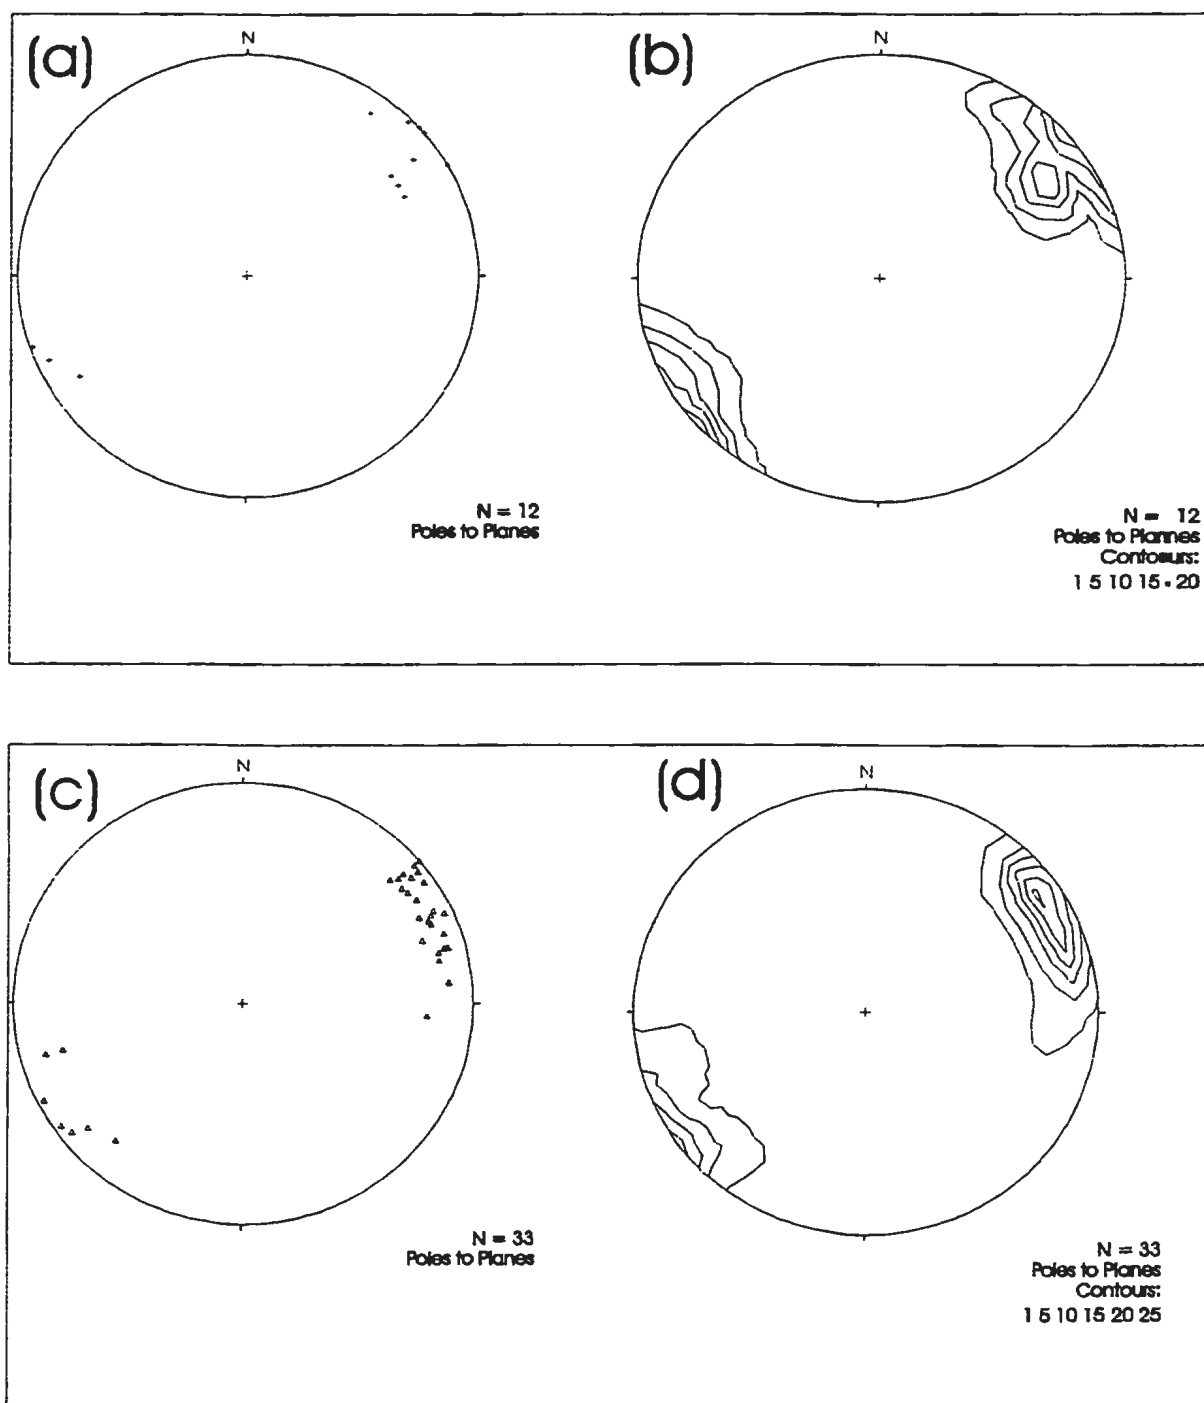 (a)
N
(b)
N
N = 12
Poles to Planes
N = 12
Poles to Plannes
Contours:
1 5 10 15 • 20
(c)
N
(d)
N
N = 33
Poles to Planes
N = 33
Poles to Planes
Contours:
1 5 10 15 20 25